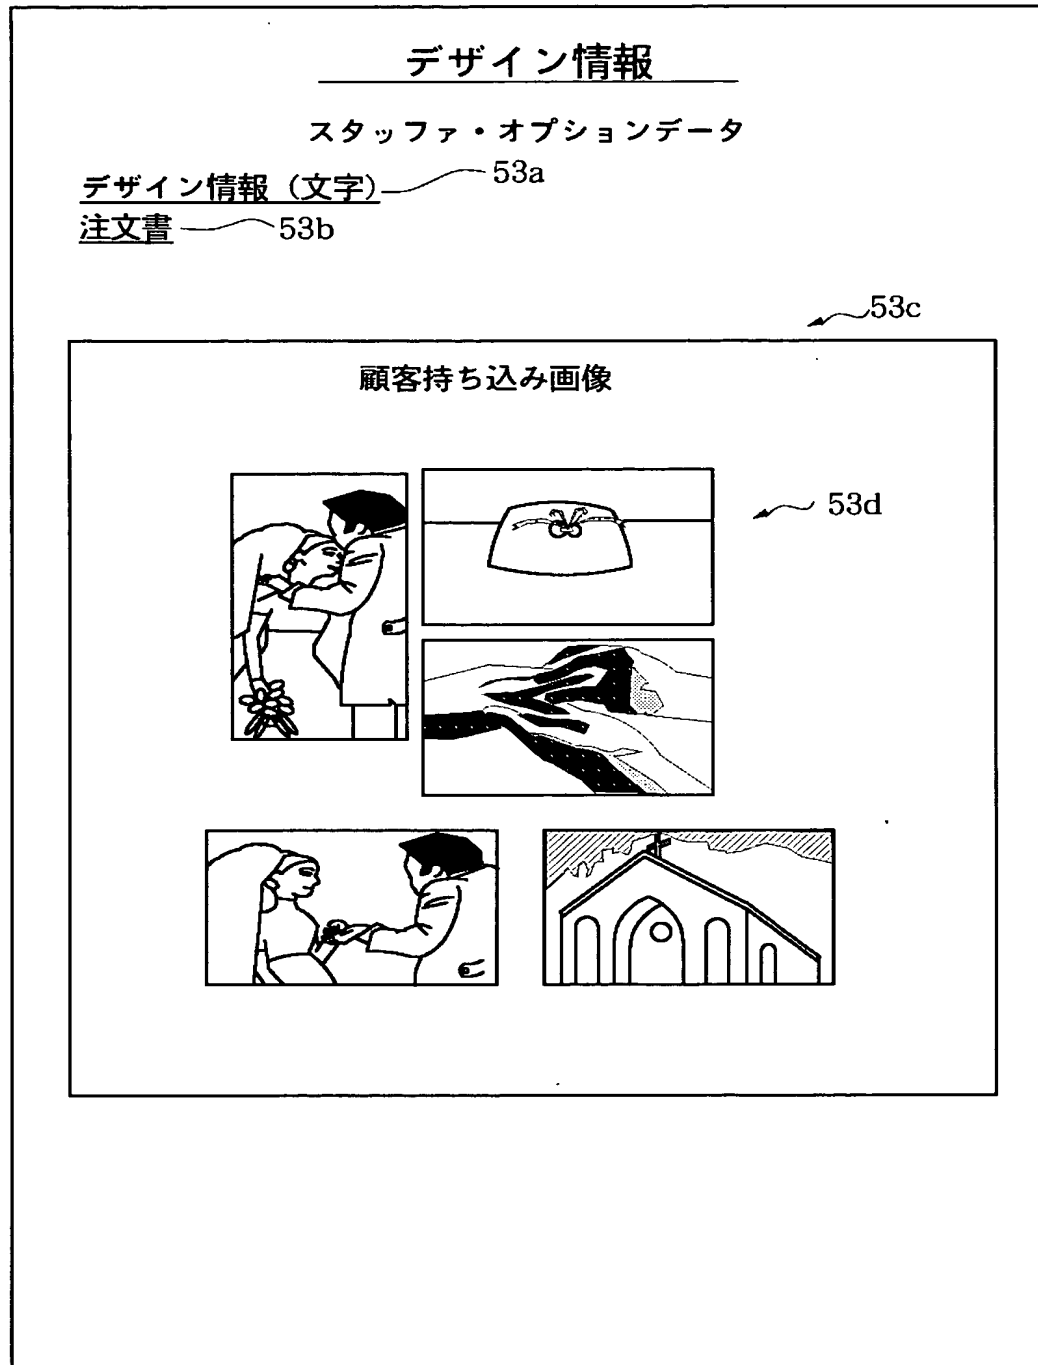 デザイン情報
スタッファ・オプションデータ
デザイン情報（文字） 53a
注文書 53b
53c
顧客持ち込み画像
53d